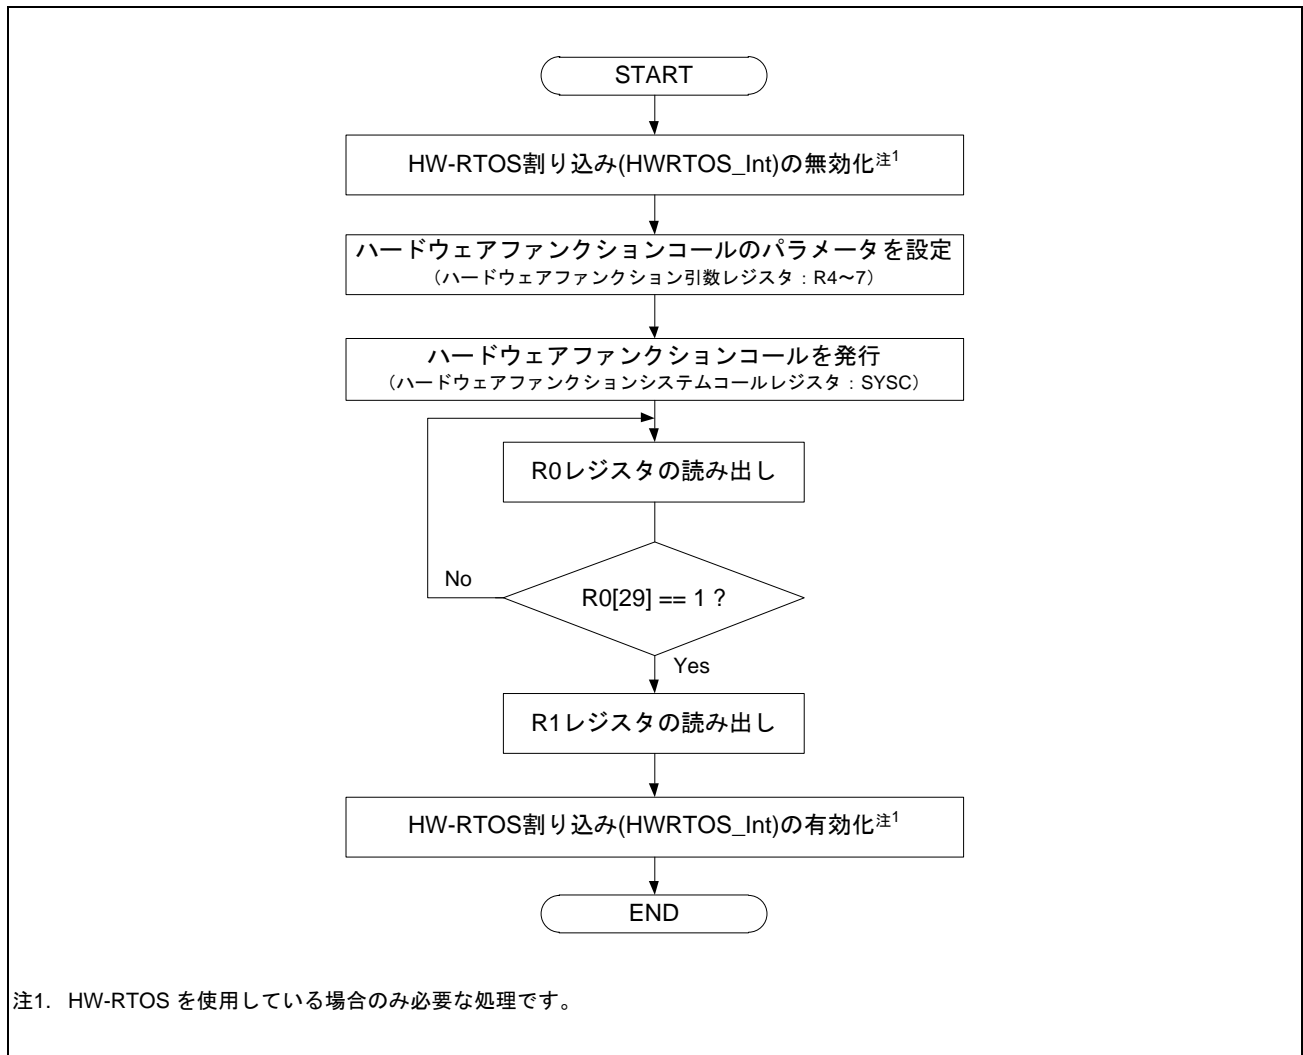 START
HW-RTOS割り込み(HWRTOS_Int)の無効化注1
ハードウェアファンクションコールのパラメータを設定
（ハードウェアファンクション引数レジスタ：R4～7）
ハードウェアファンクションコールを発行
（ハードウェアファンクションシステムコールレジスタ：SYSC）
R0レジスタの読み出し
No
R0[29] == 1 ?
Yes
R1レジスタの読み出し
HW-RTOS割り込み(HWRTOS_Int)の有効化注1
END
注1. HW-RTOS を使用している場合のみ必要な処理です。